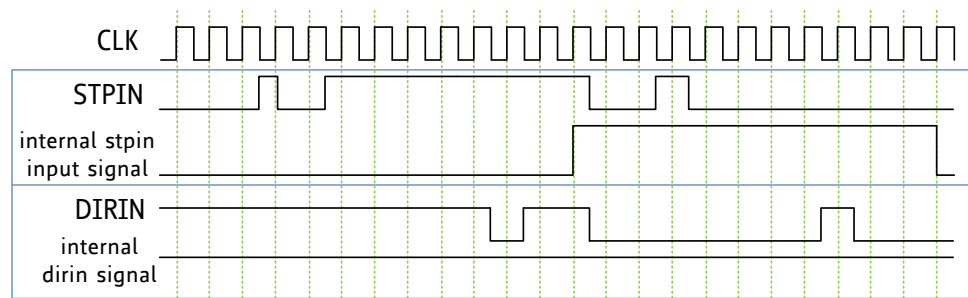 CLK
STPIN
internal stpin
input signal
DIRIN
internal
dirin signal